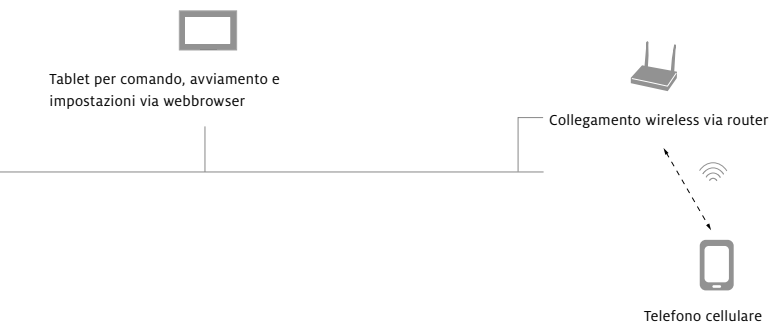 Tablet per comando, avviamento e
impostazioni via webbrowser
Collegamento wireless via router
Telefono cellulare